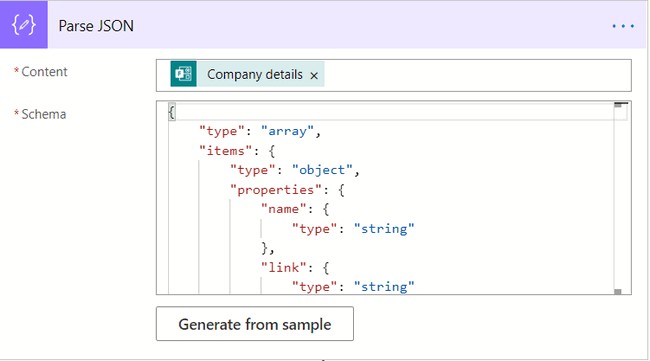 Parse JSON
* Content
Company details ×
* Schema
{
"type": "array",
"items": {
"type": "object",
"properties": {
"name": {
"type": "string"
},
"link": {
"type": "string"
Generate from sample